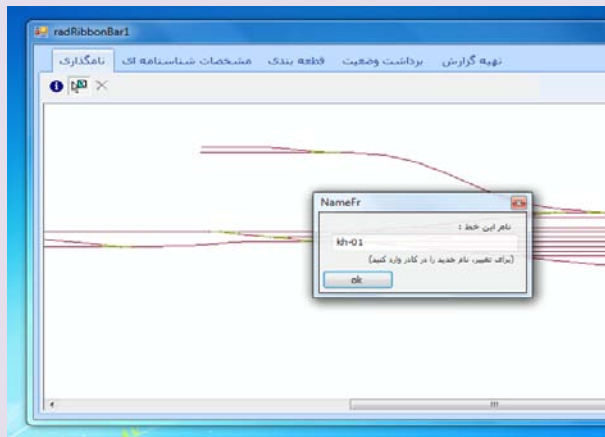 radRibbonBar1
نامگذاری مشخصات شناسنامه ای قطعه بندی برداشت وضعیت تهیه گزارش
NameFr
نام این خط :
kh-01
(برای تغییر، نام جدید را در کادر وارد کنید)
ok